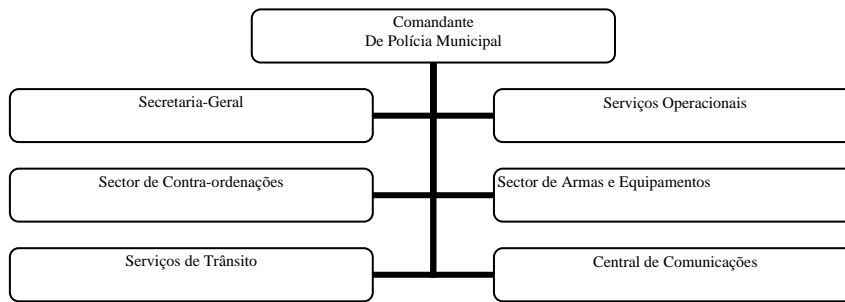 Comandante
De Polícia Municipal
Secretaria-Geral
Serviços Operacionais
Sector de Contra-ordenações
Sector de Armas e Equipamentos
Serviços de Trânsito
Central de Comunicações